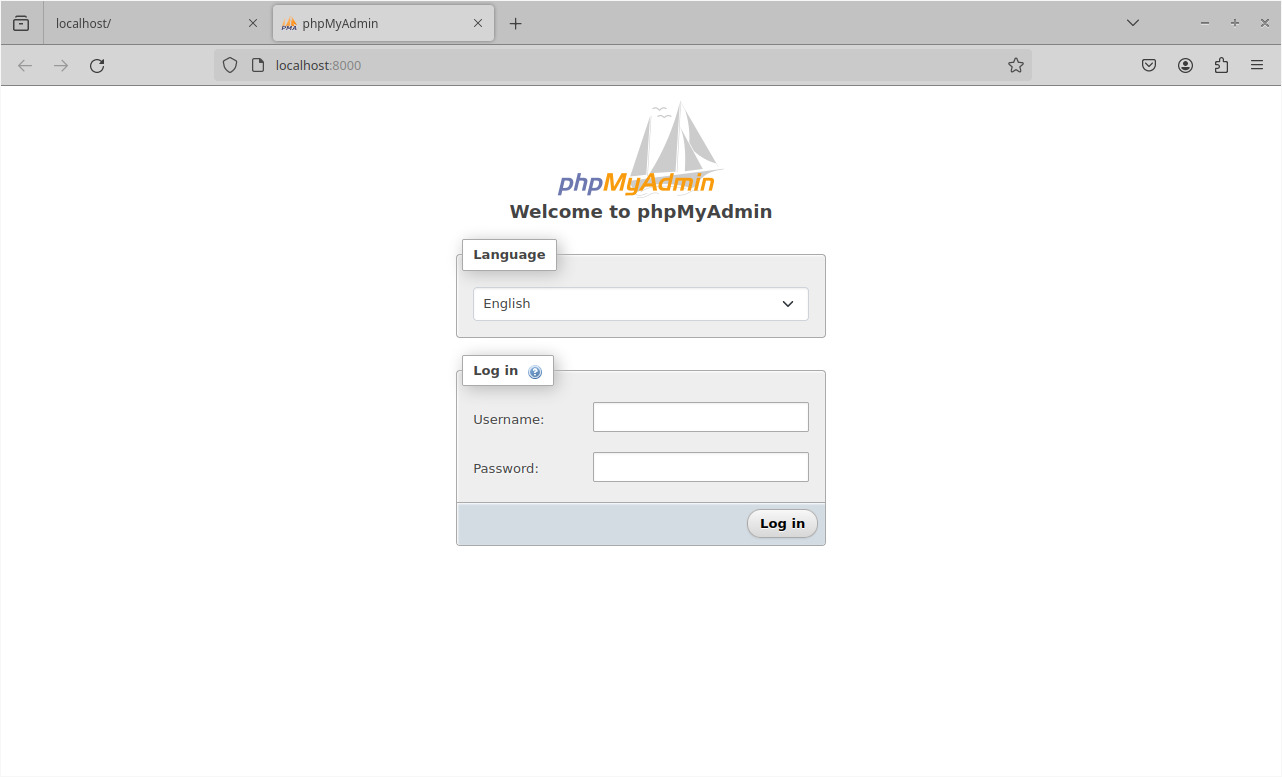 localhost/
phpMyAdmin
localhost:8000
phpMyAdmin
Welcome to phpMyAdmin
Language
English
Log in
Username:
Password:
Log in